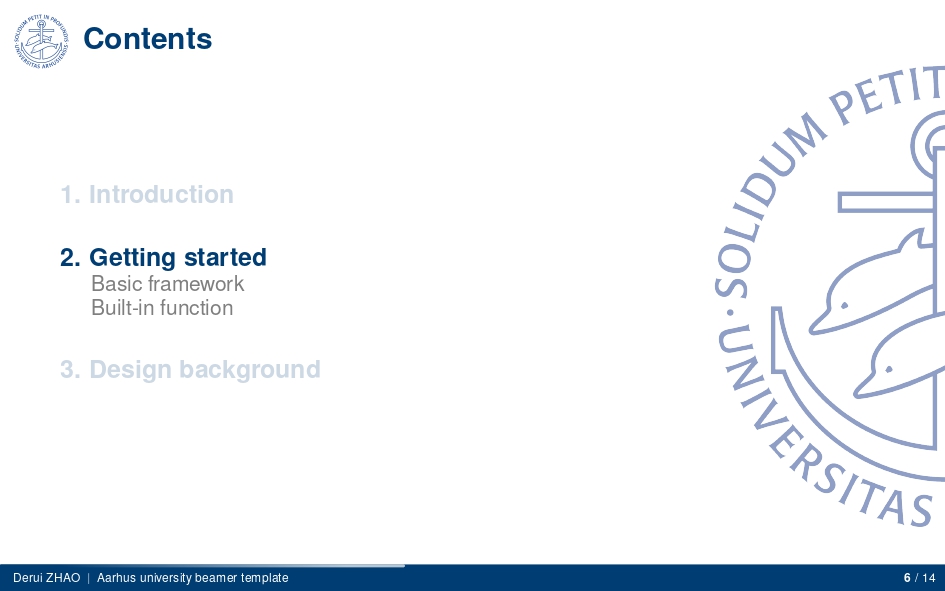 SOLIDUM PETIT IN PROFUNDIS
· UNIVERSITAS ARHUSIENSIS ·
Contents
SOLIDUM PETIT
· UNIVERSITAS
1. Introduction
2. Getting started
Basic framework
Built-in function
3. Design background
Derui ZHAO | Aarhus university beamer template
6 / 14